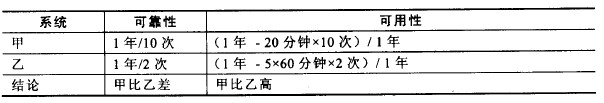 系统 可靠性 可用性
甲 1年/10次 (1年 -20分钟×10次)/1年
乙 1年/2次 (1年 -5×60分钟×2次)/1年
结论 甲比乙差 甲比乙高